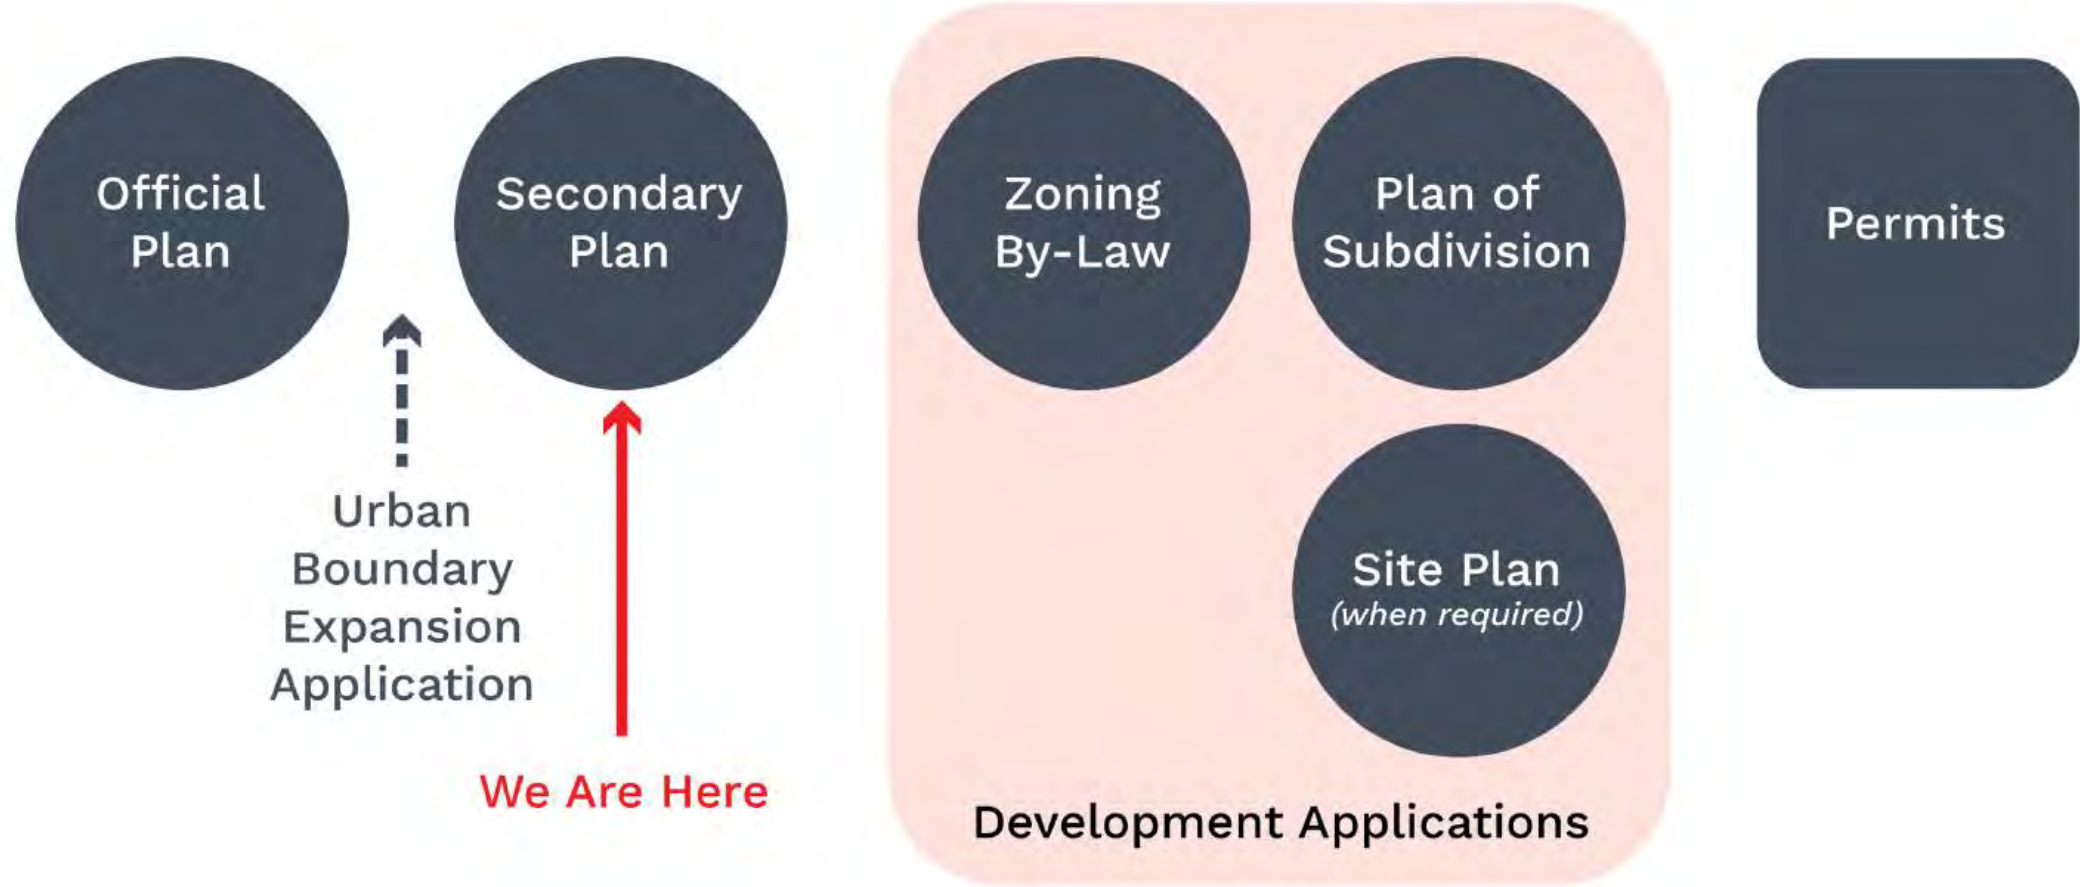 Official
Plan
Secondary
Plan
Zoning
By-Law
Plan of
Subdivision
Permits
Urban
Boundary
Expansion
Application
We Are Here
Site Plan
(when required)
Development Applications